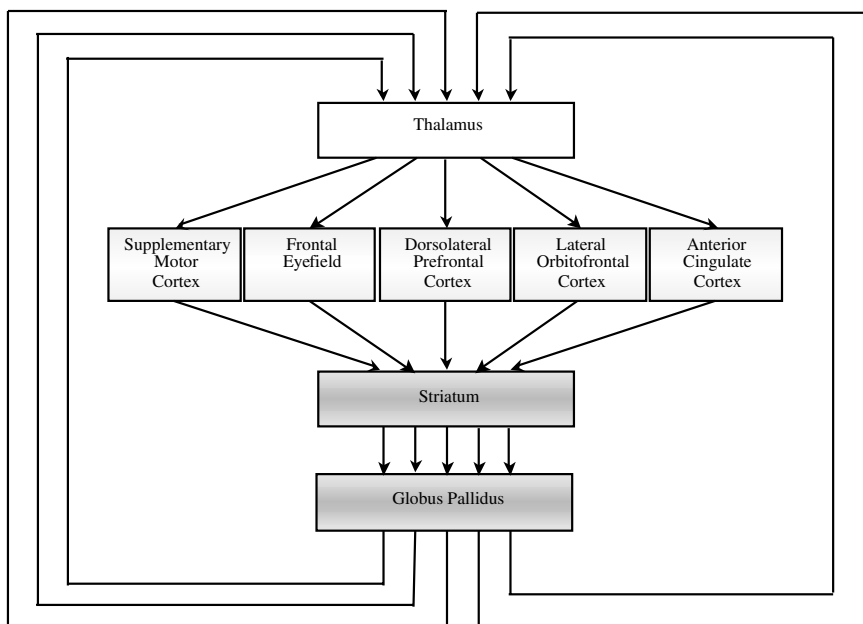 Thalamus
Supplementary
Motor
Cortex
Frontal
Eyefield
Dorsolateral
Prefrontal
Cortex
Lateral
Orbitofrontal
Cortex
Anterior
Cingulate
Cortex
Striatum
Globus Pallidus